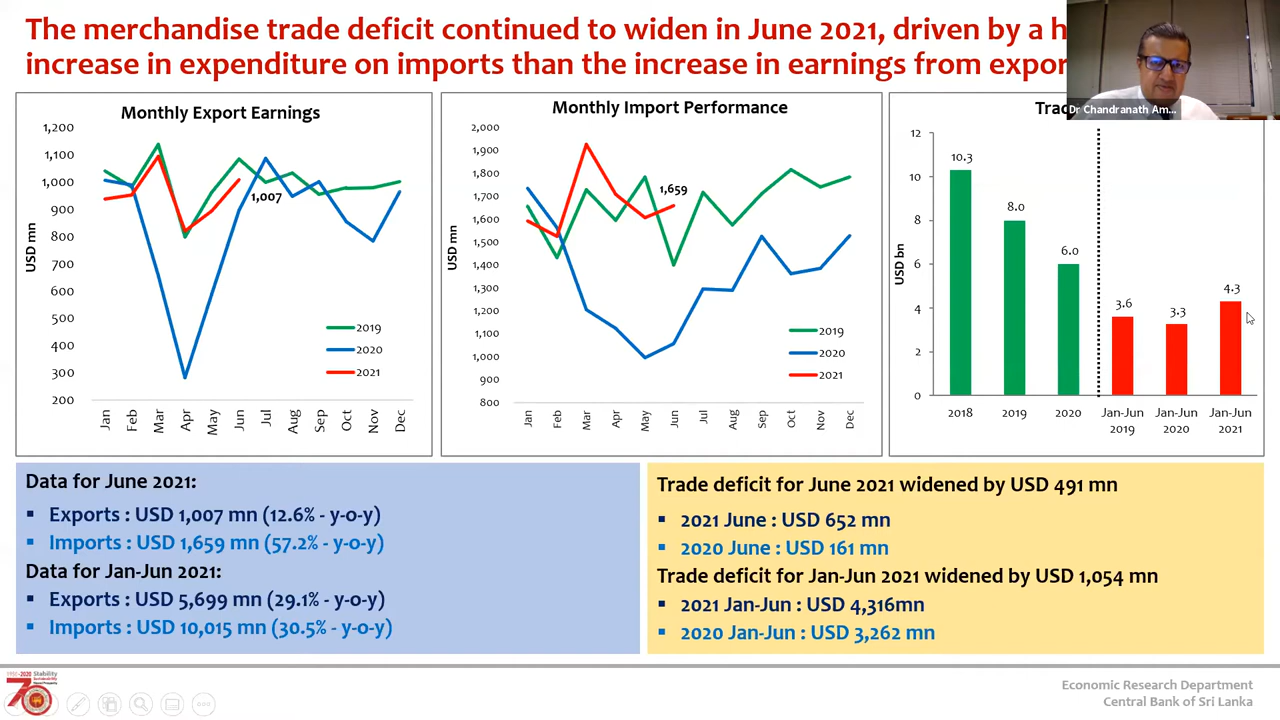 The merchandise trade deficit continued to widen in June 2021, driven by a
increase in expenditure on imports than the increase in earnings from
Dr Chandranath Am...
Monthly Export Earnings
USD mn
1,200
1,100
1,000
900
800
700
600
500
400
300
200
1,007
2019
2020
2021
Jan Feb Mar Apr May Jun Jul Aug Sep Oct Nov Dec
Monthly Import Performance
USD mn
2,000
1,900
1,800
1,700
1,600
1,500
1,400
1,300
1,200
1,100
1,000
900
800
1,659
2019
2020
2021
Jan Feb Mar Apr May Jun Jul Aug Sep Oct Nov Dec
USD bn
12
10
8
6
4
2
0
10.3
8.0
6.0
3.6
3.3
4.3
2018 2019 2020 Jan-Jun Jan-Jun Jan-Jun
2019 2020 2021
Data for June 2021:
▪ Exports : USD 1,007 mn (12.6% - y-o-y)
▪ Imports : USD 1,659 mn (57.2% - y-o-y)
Data for Jan-Jun 2021:
▪ Exports : USD 5,699 mn (29.1% - y-o-y)
▪ Imports : USD 10,015 mn (30.5% - y-o-y)
Trade deficit for June 2021 widened by USD 491 mn
▪ 2021 June : USD 652 mn
▪ 2020 June : USD 161 mn
Trade deficit for Jan-Jun 2021 widened by USD 1,054 mn
▪ 2021 Jan-Jun : USD 4,316mn
▪ 2020 Jan-Jun : USD 3,262 mn
Stability
70
Economic Research Department
Central Bank of Sri Lanka